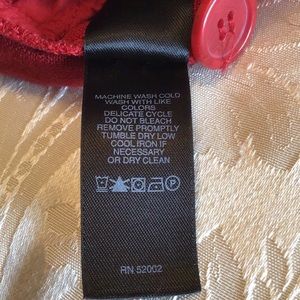 MACHINE WASH COLD
WASH WITH LIKE
COLORS
DELICATE CYCLE
DO NOT BLEACH
REMOVE PROMPTLY
TUMBLE DRY LOW
COOL IRON IF
NECESSARY
OR DRY CLEAN
P
RN 52002